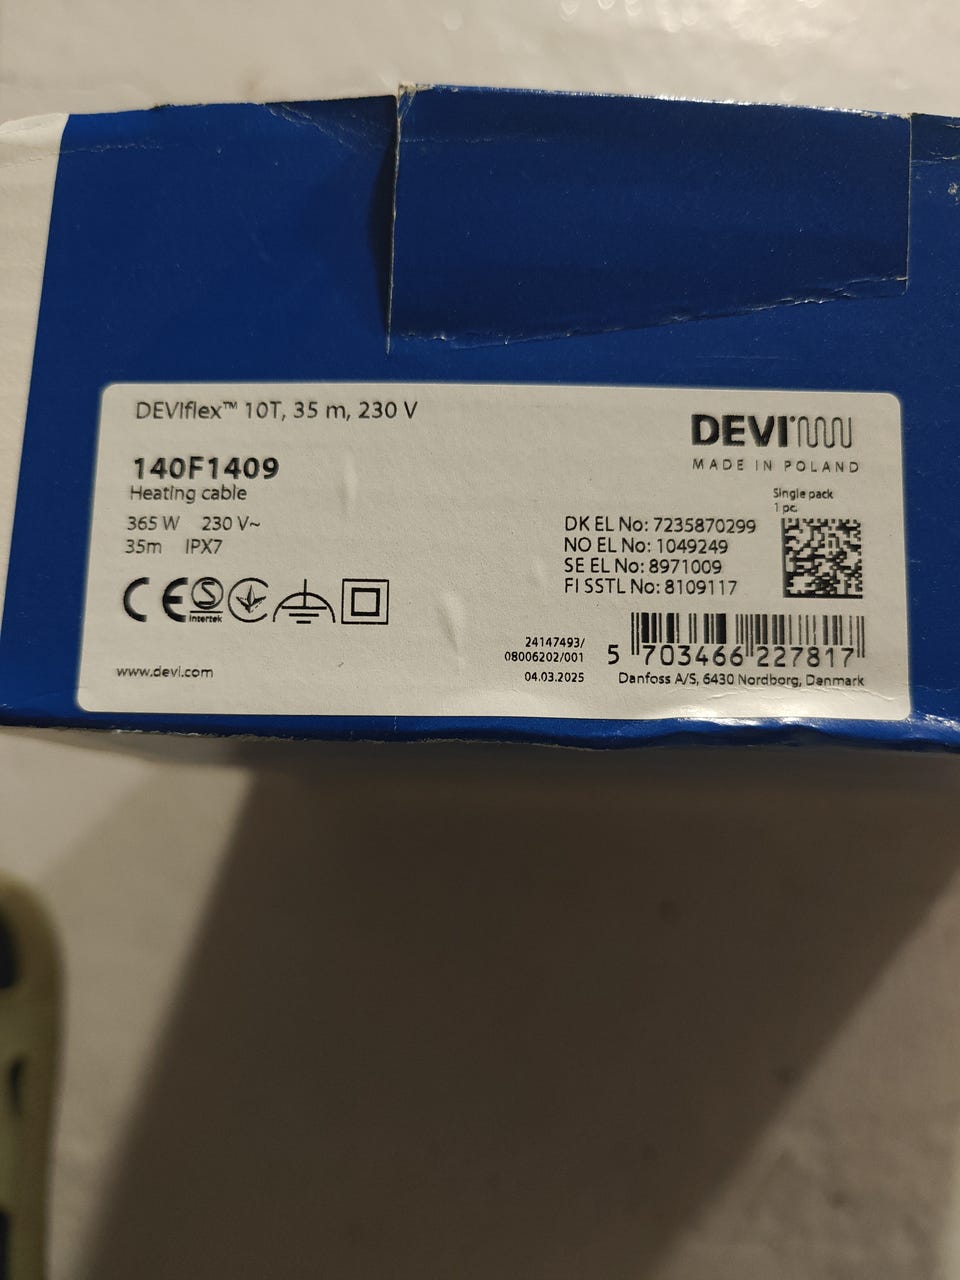 DEVIflex™ 10T, 35 m, 230 V
DEVI
MADE IN POLAND
140F1409
Heating cable
365 W 230 V~
35m IPX7
Single pack
1 pc.
DK EL No: 7235870299
NO EL No: 1049249
SE EL No: 8971009
FI SSTL No: 8109117
CE S Intertek
24147493/
08006202/001
04.03.2025
5 703466 227817
www.devi.com
Danfoss A/S, 6430 Nordborg, Denmark